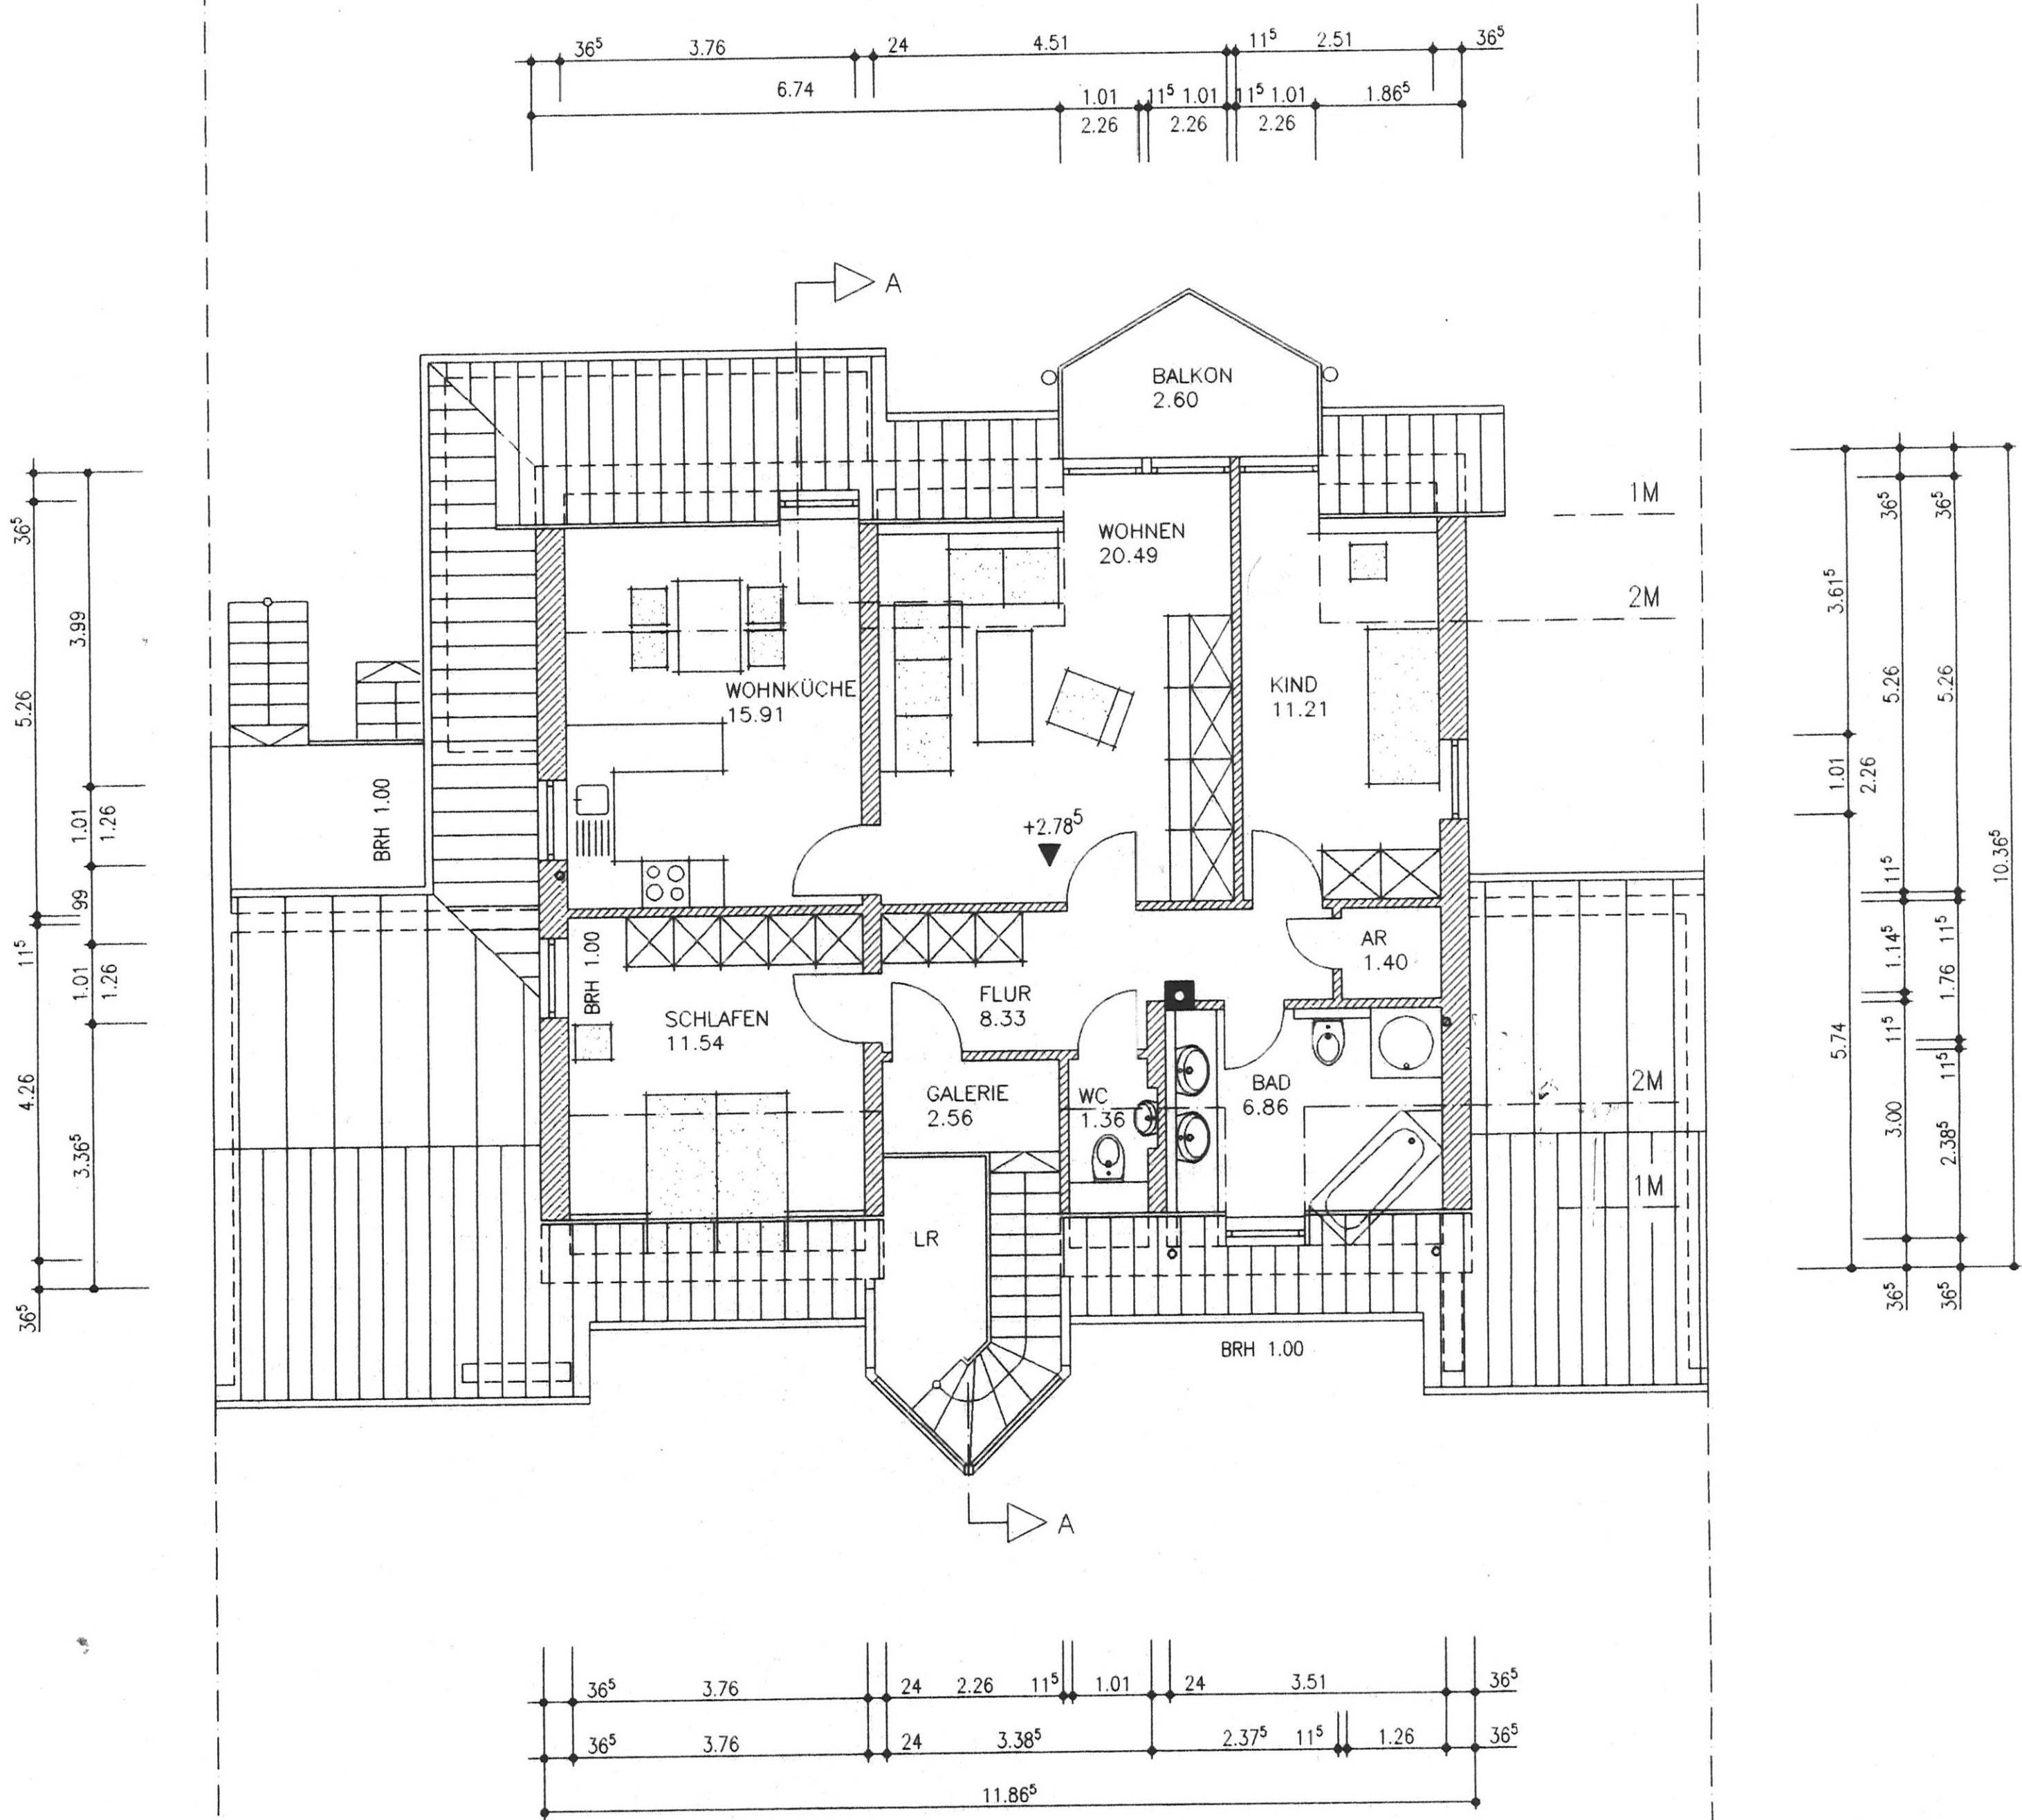 36⁵ 3.76 24 4.51 11⁵ 2.51 36⁵
6.74 1.01 11⁵ 1.01 11⁵ 1.01 1.86⁵
2.26 2.26 2.26
A
BALKON
2.60
WOHNEN
20.49
WOHNKÜCHE
15.91
KIND
11.21
+2.78⁵
BRH 1.00
BRH 1.00
AR
1.40
FLUR
8.33
SCHLAFEN
11.54
GALERIE
2.56
WC
1.36
BAD
6.86
LR
BRH 1.00
A
1M
2M
2M
1M
36⁵
5.26
11⁵
4.26
36⁵
3.99
1.01
1.26
99
1.01
1.26
3.36⁵
3.61⁵
1.01
2.26
5.74
36⁵
5.26
11⁵
1.14⁵
11⁵
3.00
36⁵
36⁵
5.26
11⁵
1.76
11⁵
2.38⁵
36⁵
10.36⁵
36⁵ 3.76 24 2.26 11⁵ 1.01 24 3.51 36⁵
36⁵ 3.76 24 3.38⁵ 2.37⁵ 11⁵ 1.26 36⁵
11.86⁵